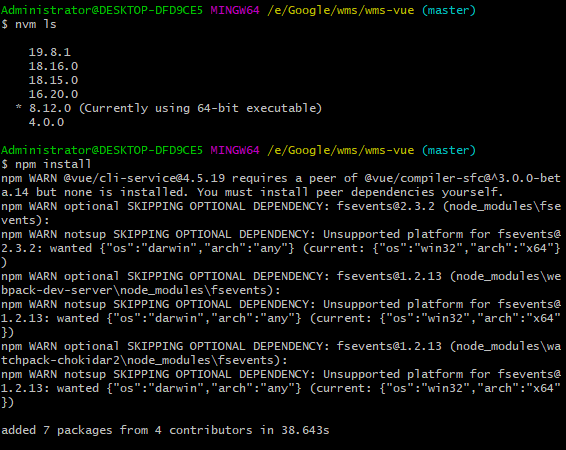 Administrator@DESKTOP-DFD9CE5 MINGW64 /e/Google/wms/wms-vue (master)
$ nvm ls

    19.8.1
    18.16.0
    18.15.0
    16.20.0
  * 8.12.0 (Currently using 64-bit executable)
    4.0.0

Administrator@DESKTOP-DFD9CE5 MINGW64 /e/Google/wms/wms-vue (master)
$ npm install
npm WARN @vue/cli-service@4.5.19 requires a peer of @vue/compiler-sfc@^3.0.0-bet
a.14 but none is installed. You must install peer dependencies yourself.
npm WARN optional SKIPPING OPTIONAL DEPENDENCY: fsevents@2.3.2 (node_modules\fse
vents):
npm WARN notsup SKIPPING OPTIONAL DEPENDENCY: Unsupported platform for fsevents@
2.3.2: wanted {"os":"darwin","arch":"any"} (current: {"os":"win32","arch":"x64"}
)
npm WARN optional SKIPPING OPTIONAL DEPENDENCY: fsevents@1.2.13 (node_modules\we
bpack-dev-server\node_modules\fsevents):
npm WARN notsup SKIPPING OPTIONAL DEPENDENCY: Unsupported platform for fsevents@
1.2.13: wanted {"os":"darwin","arch":"any"} (current: {"os":"win32","arch":"x64"
})
npm WARN optional SKIPPING OPTIONAL DEPENDENCY: fsevents@1.2.13 (node_modules\wa
tchpack-chokidar2\node_modules\fsevents):
npm WARN notsup SKIPPING OPTIONAL DEPENDENCY: Unsupported platform for fsevents@
1.2.13: wanted {"os":"darwin","arch":"any"} (current: {"os":"win32","arch":"x64"
})

added 7 packages from 4 contributors in 38.643s